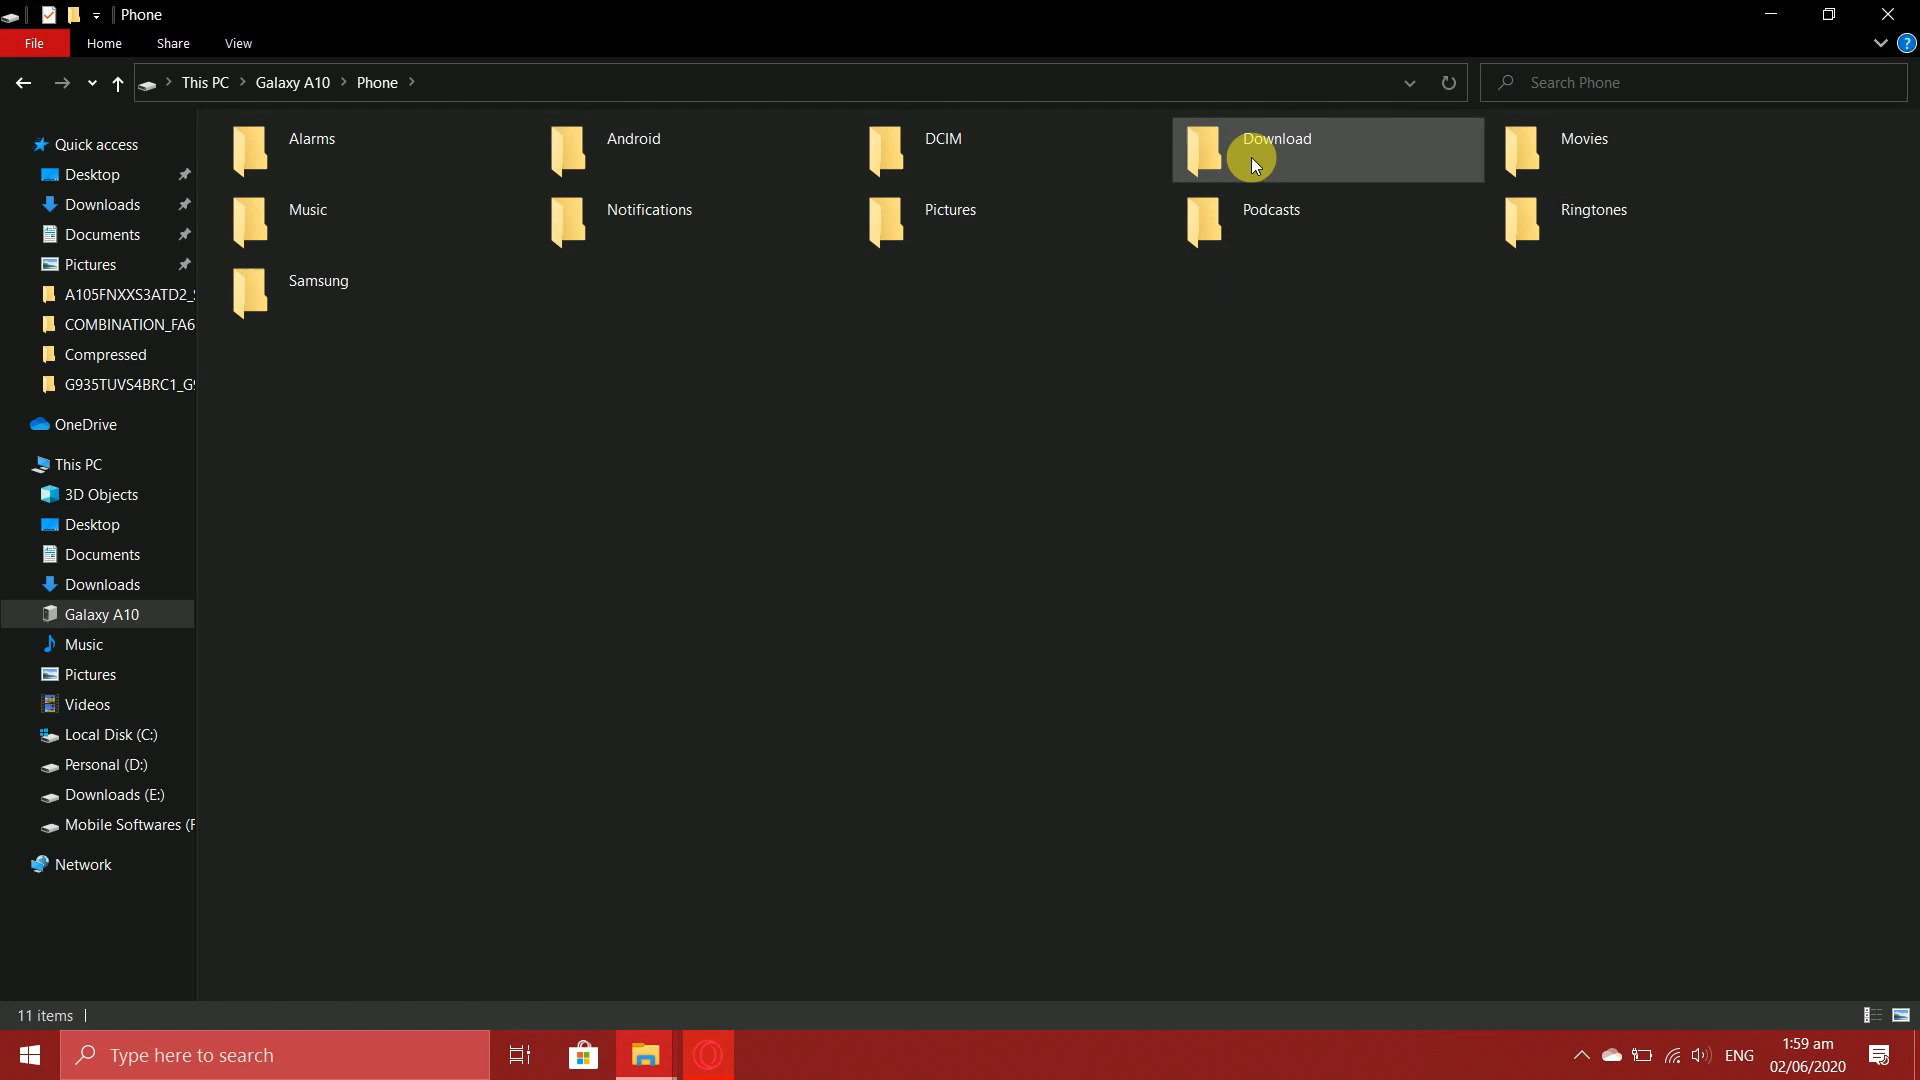 Phone
File Home Share View
This PC Galaxy A10 Phone
Search Phone
Quick access
Desktop
Downloads
Documents
Pictures
A105FNXXS3ATD2_
COMBINATION_FA6
Compressed
G935TUVS4BRC1_G
OneDrive
This PC
3D Objects
Desktop
Documents
Downloads
Galaxy A10
Music
Pictures
Videos
Local Disk (C:)
Personal (D:)
Downloads (E:)
Mobile Softwares (F
Network
Alarms Android DCIM Download Movies
Music Notifications Pictures Podcasts Ringtones
Samsung
11 items
Type here to search
ENG
1:59 am
02/06/2020